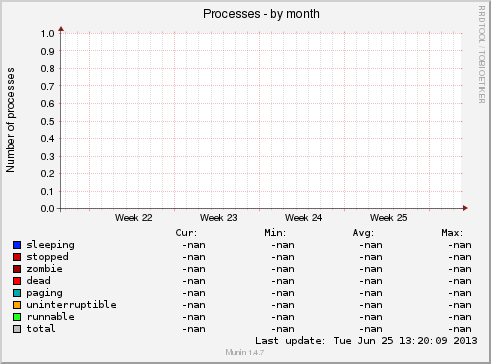 Processes - by month
RRDTOOL / TOBI OETIKER
Number of processes
1.0
0.9
0.8
0.7
0.6
0.5
0.4
0.3
0.2
0.1
0.0
Week 22 Week 23 Week 24 Week 25
Cur: Min: Avg: Max:
sleeping -nan -nan -nan -nan
stopped -nan -nan -nan -nan
zombie -nan -nan -nan -nan
dead -nan -nan -nan -nan
paging -nan -nan -nan -nan
uninterruptible -nan -nan -nan -nan
runnable -nan -nan -nan -nan
total -nan -nan -nan -nan
Last update: Tue Jun 25 13:20:09 2013
Munin 1.4.7